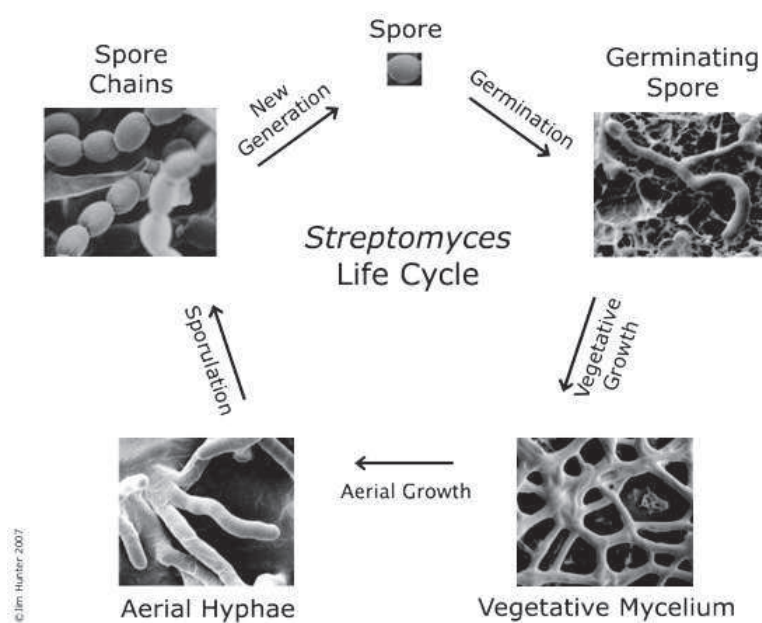 Spore
Spore
Chains
Germinating
Spore
New
Generation
Germination
Streptomyces
Life Cycle
Sporulation
Vegetative
Growth
Aerial Growth
Aerial Hyphae
Vegetative Mycelium
©Jim Hunter 2007